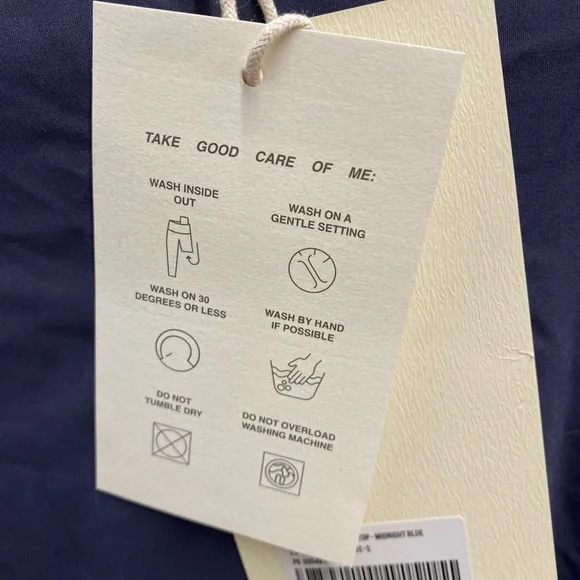 TAKE GOOD CARE OF ME:
WASH INSIDE
OUT
WASH ON A
GENTLE SETTING
WASH ON 30
DEGREES OR LESS
WASH BY HAND
IF POSSIBLE
DO NOT
TUMBLE DRY
DO NOT OVERLOAD
WASHING MACHINE
- MIDNIGHT BLUE